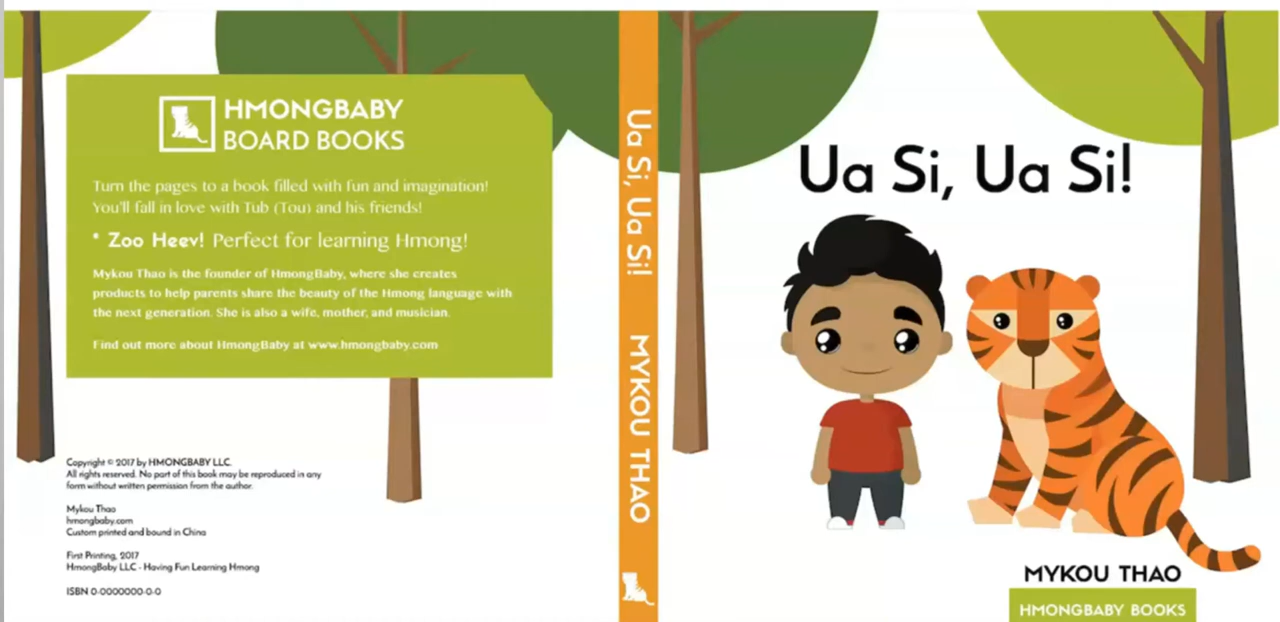 HMONGBABY
BOARD BOOKS
Turn the pages to a book filled with fun and imagination!
You'll fall in love with Tub (Tou) and his friends!
* Zoo Heev! Perfect for learning Hmong!
Mykou Thao is the founder of HmongBaby, where she creates
products to help parents share the beauty of the Hmong language with
the next generation. She is also a wife, mother, and musician.
Find out more about HmongBaby at www.hmongbaby.com
Copyright © 2017 by HMONGBABY LLC.
All rights reserved. No part of this book may be reproduced in any
form without written permission from the author.
Mykou Thao
hmongbaby.com
Custom printed and bound in China
First Printing, 2017
HmongBaby LLC - Having Fun Learning Hmong
ISBN 0-0000000-0-0
Ua Si, Ua Si! MYKOU THAO
Ua Si, Ua Si!
MYKOU THAO
HMONGBABY BOOKS